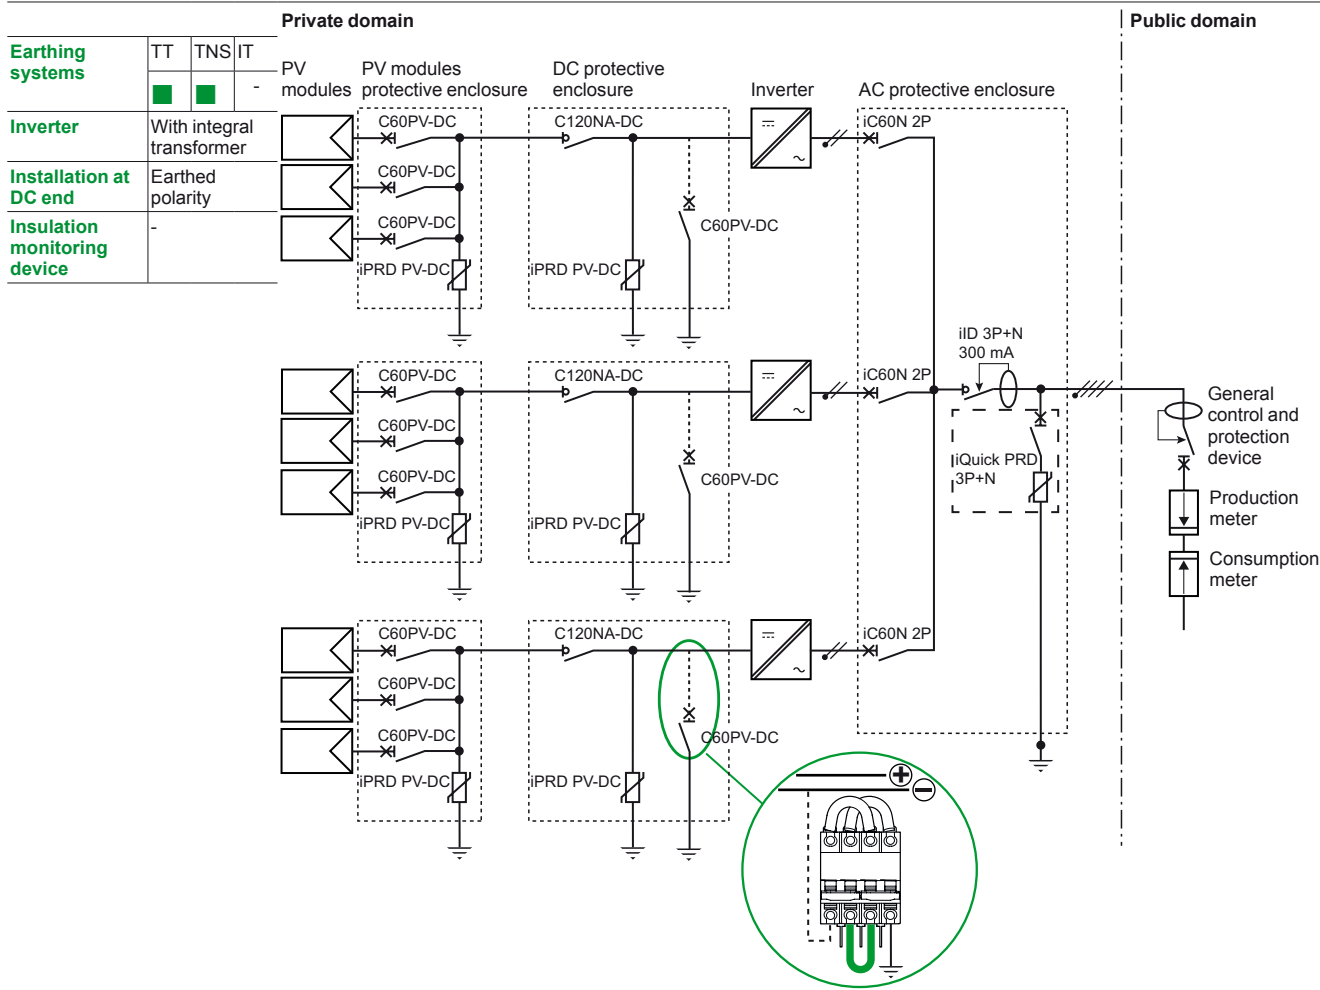 Private domain
Public domain
Earthing
systems
TT
TNS
IT
-
Inverter
With integral
transformer
Installation at
DC end
Earthed
polarity
Insulation
monitoring
device
-
PV
modules
PV modules
protective enclosure
DC protective
enclosure
Inverter
AC protective enclosure
C60PV-DC
C120NA-DC
iC60N 2P
C60PV-DC
C60PV-DC
C60PV-DC
iPRD PV-DC
iPRD PV-DC
iID 3P+N
300 mA
C60PV-DC
C120NA-DC
iC60N 2P
C60PV-DC
C60PV-DC
C60PV-DC
iPRD PV-DC
iPRD PV-DC
iQuick PRD
3P+N
General
control and
protection
device
Production
meter
Consumption
meter
C60PV-DC
C120NA-DC
iC60N 2P
C60PV-DC
C60PV-DC
C60PV-DC
iPRD PV-DC
iPRD PV-DC
+
−